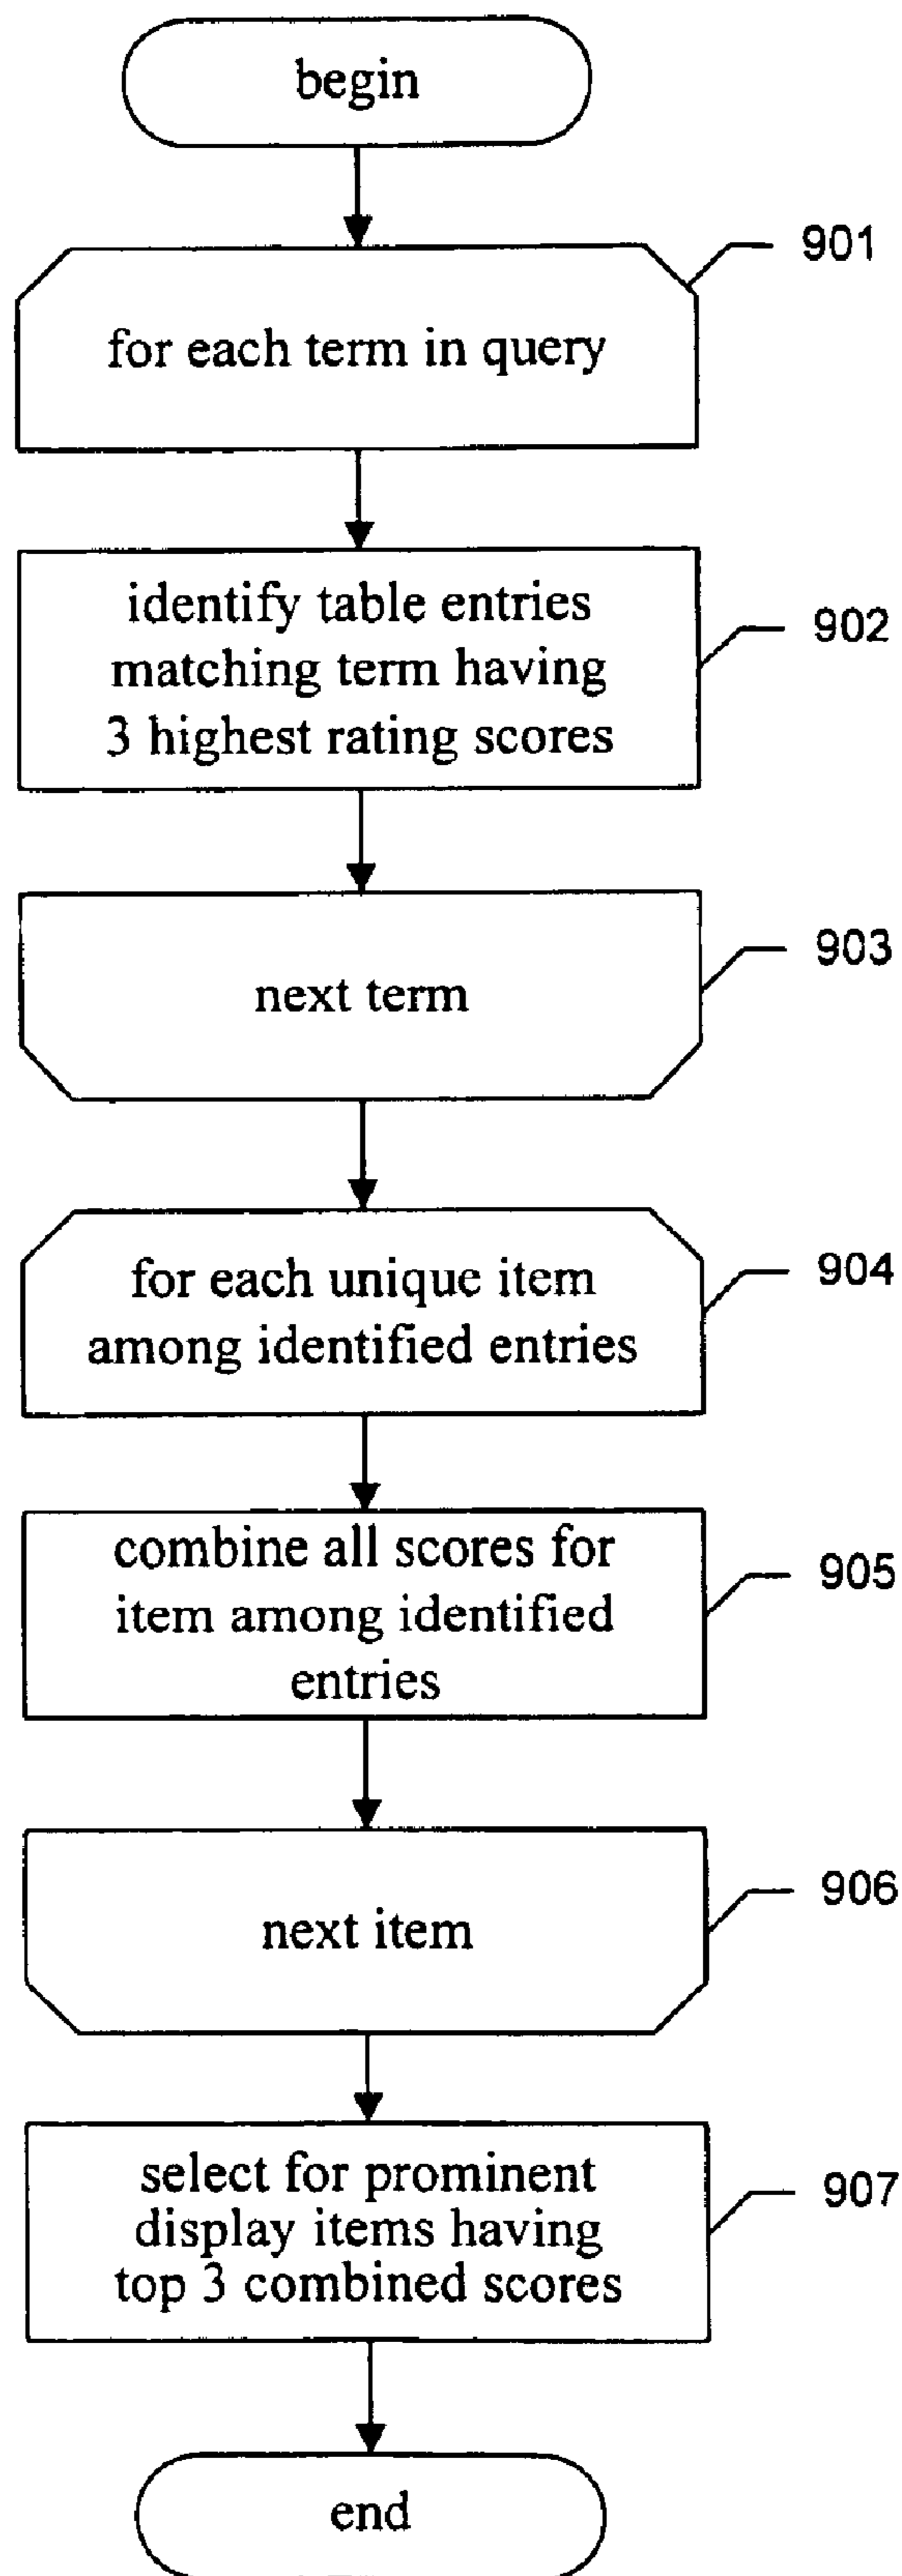 begin
901
for each term in query
identify table entries
902
matching term having
3 highest rating scores
903
next term
for each unique item
904
among identified entries
combine all scores for
905
item among identified
entries
906
next item
select for prominent
907
display items having
top 3 combined scores
end